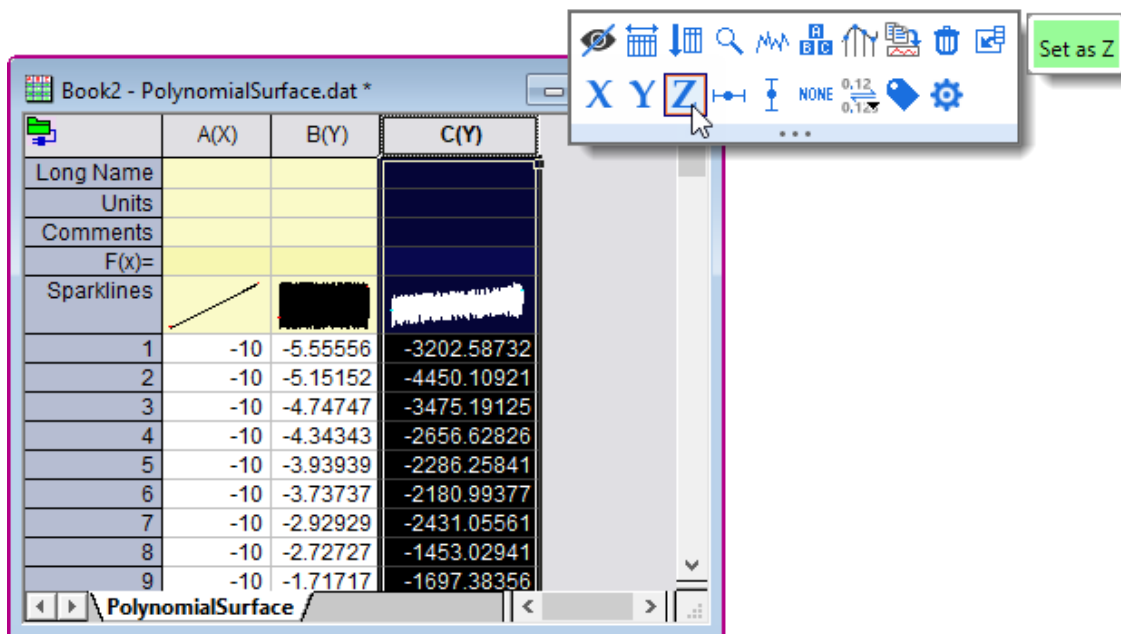 Set as Z
A
B C
X Y Z NONE 0.12
0.123
Book2 - PolynomialSurface.dat *
A(X) B(Y) C(Y)
Long Name
Units
Comments
F(x)=
Sparklines
1 -10 -5.55556 -3202.58732
2 -10 -5.15152 -4450.10921
3 -10 -4.74747 -3475.19125
4 -10 -4.34343 -2656.62826
5 -10 -3.93939 -2286.25841
6 -10 -3.73737 -2180.99377
7 -10 -2.92929 -2431.05561
8 -10 -2.72727 -1453.02941
9 -10 -1.71717 -1697.38356
PolynomialSurface